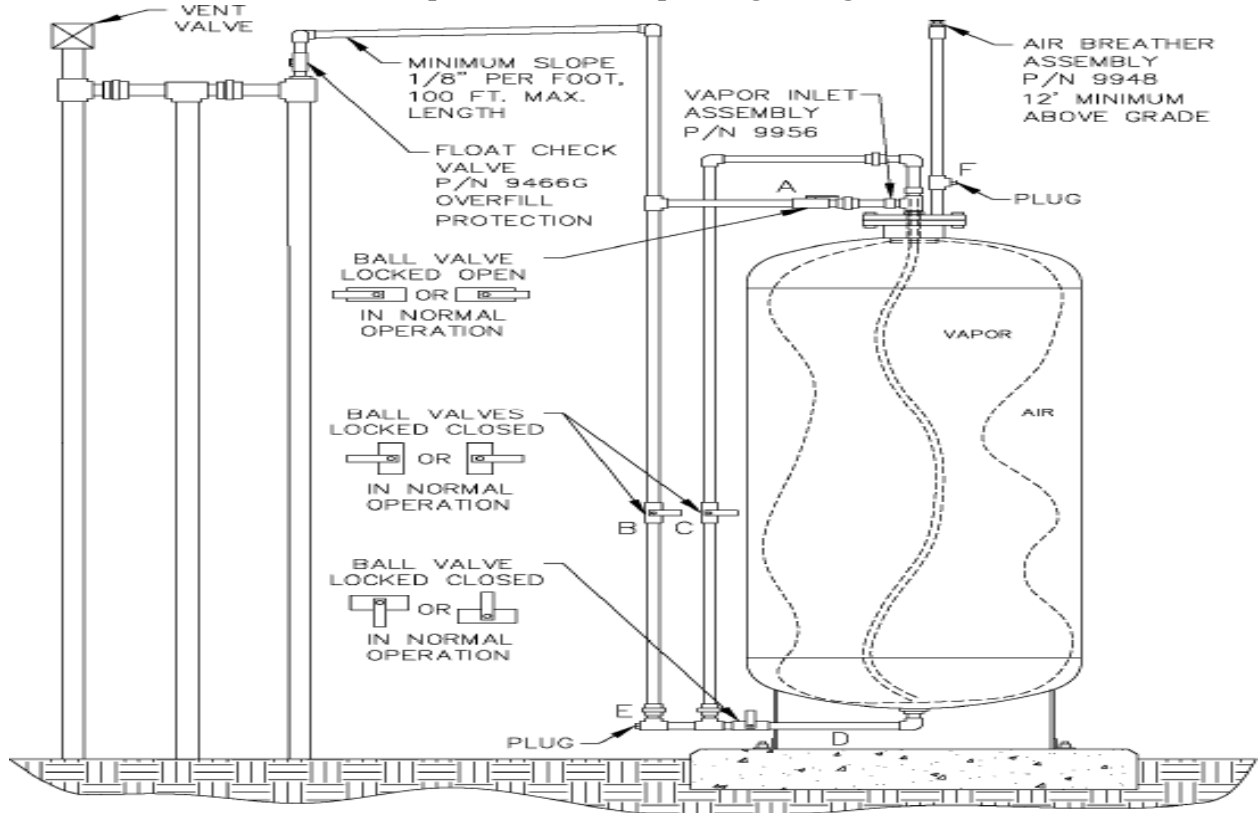 VENT
VALVE
MINIMUM SLOPE
1/8" PER FOOT,
100 FT. MAX.
LENGTH
FLOAT CHECK
VALVE
P/N 9466G
OVERFILL
PROTECTION
VAPOR INLET
ASSEMBLY
P/N 9956
AIR BREATHER
ASSEMBLY
P/N 9948
12' MINIMUM
ABOVE GRADE
F
PLUG
A
BALL VALVE
LOCKED OPEN
OR
IN NORMAL
OPERATION
VAPOR
AIR
BALL VALVES
LOCKED CLOSED
OR
IN NORMAL
OPERATION
B
C
BALL VALVE
LOCKED CLOSED
OR
IN NORMAL
OPERATION
E
PLUG
D